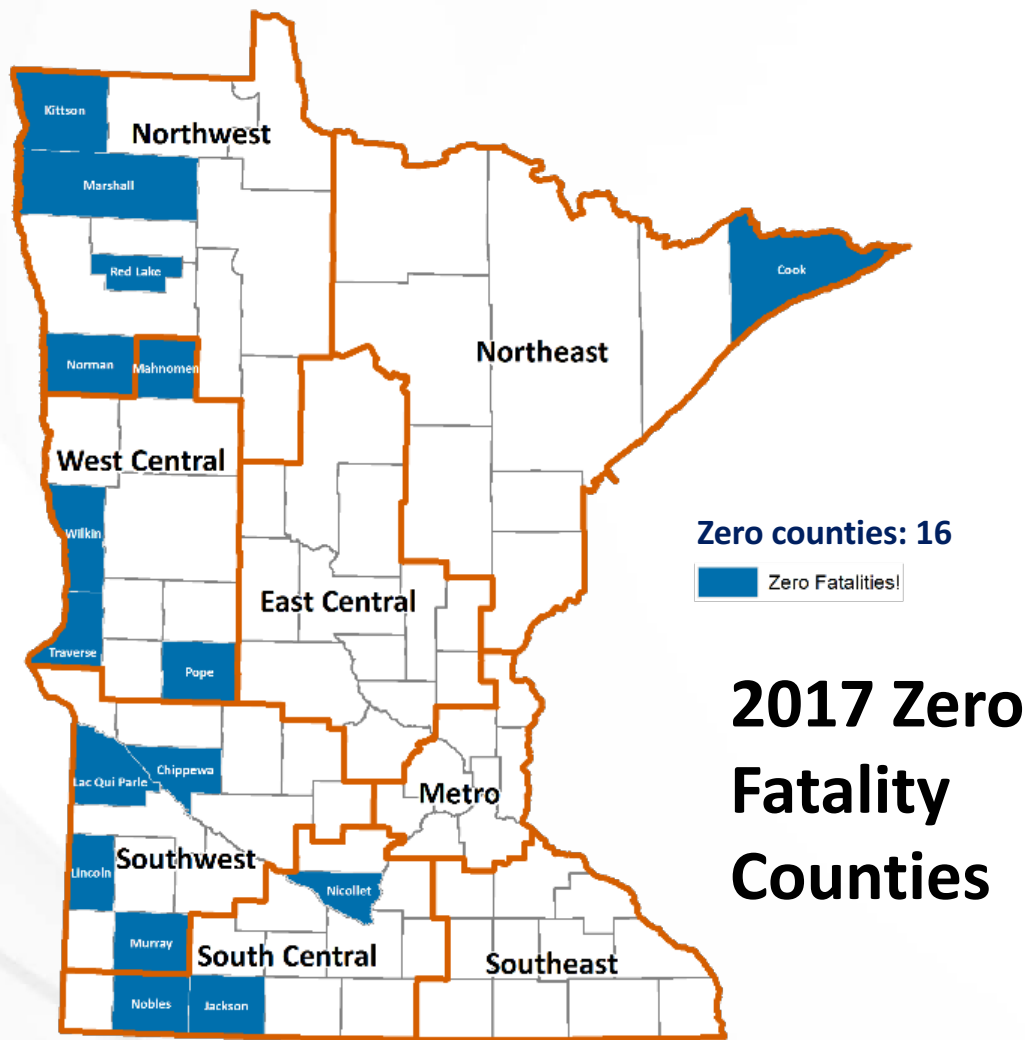 Kittson
Northwest
Marshall
Red Lake
Cook
Norman
Mahnomen
Northeast
West Central
Wilkin
Zero counties: 16
Zero Fatalities!
East Central
Traverse
Pope
2017 Zero
Fatality
Counties
Lac Qui Parle
Chippewa
Metro
Southwest
Lincoln
Nicollet
Murray
South Central
Southeast
Nobles
Jackson